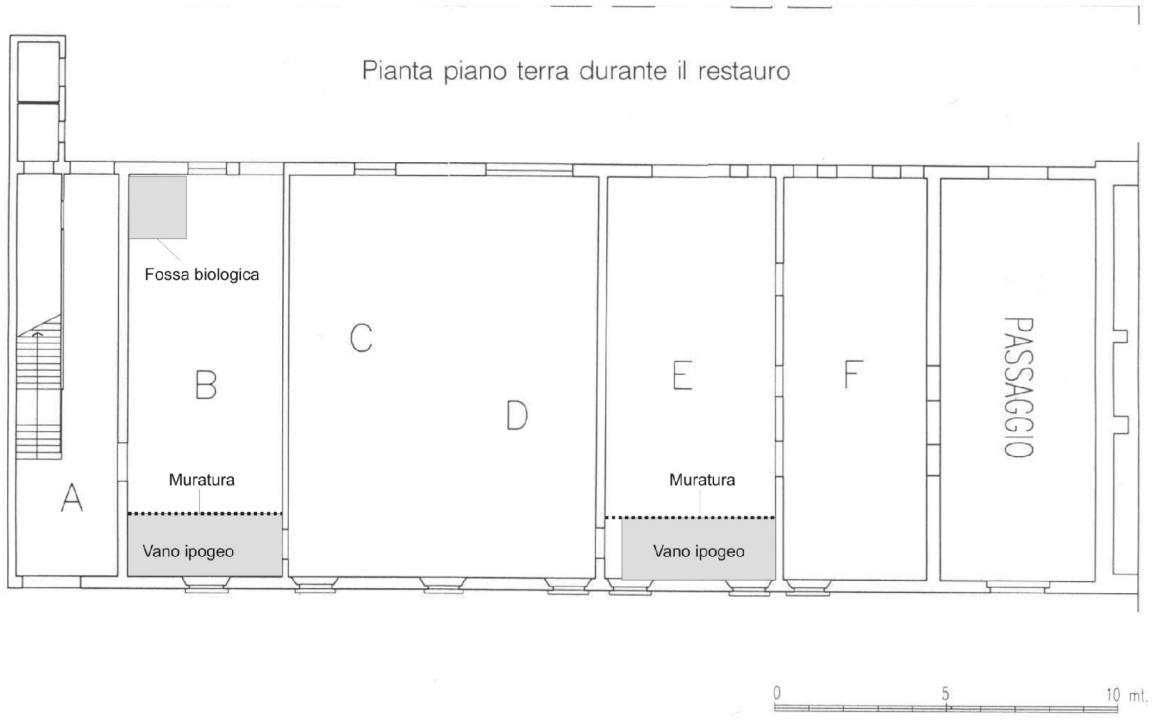 Pianta piano terra durante il restauro
Fossa biologica
C
PASSAGGIO
B
E
F
D
Muratura
Muratura
A
Vano ipogeo
Vano ipogeo
0 5 10 mt.